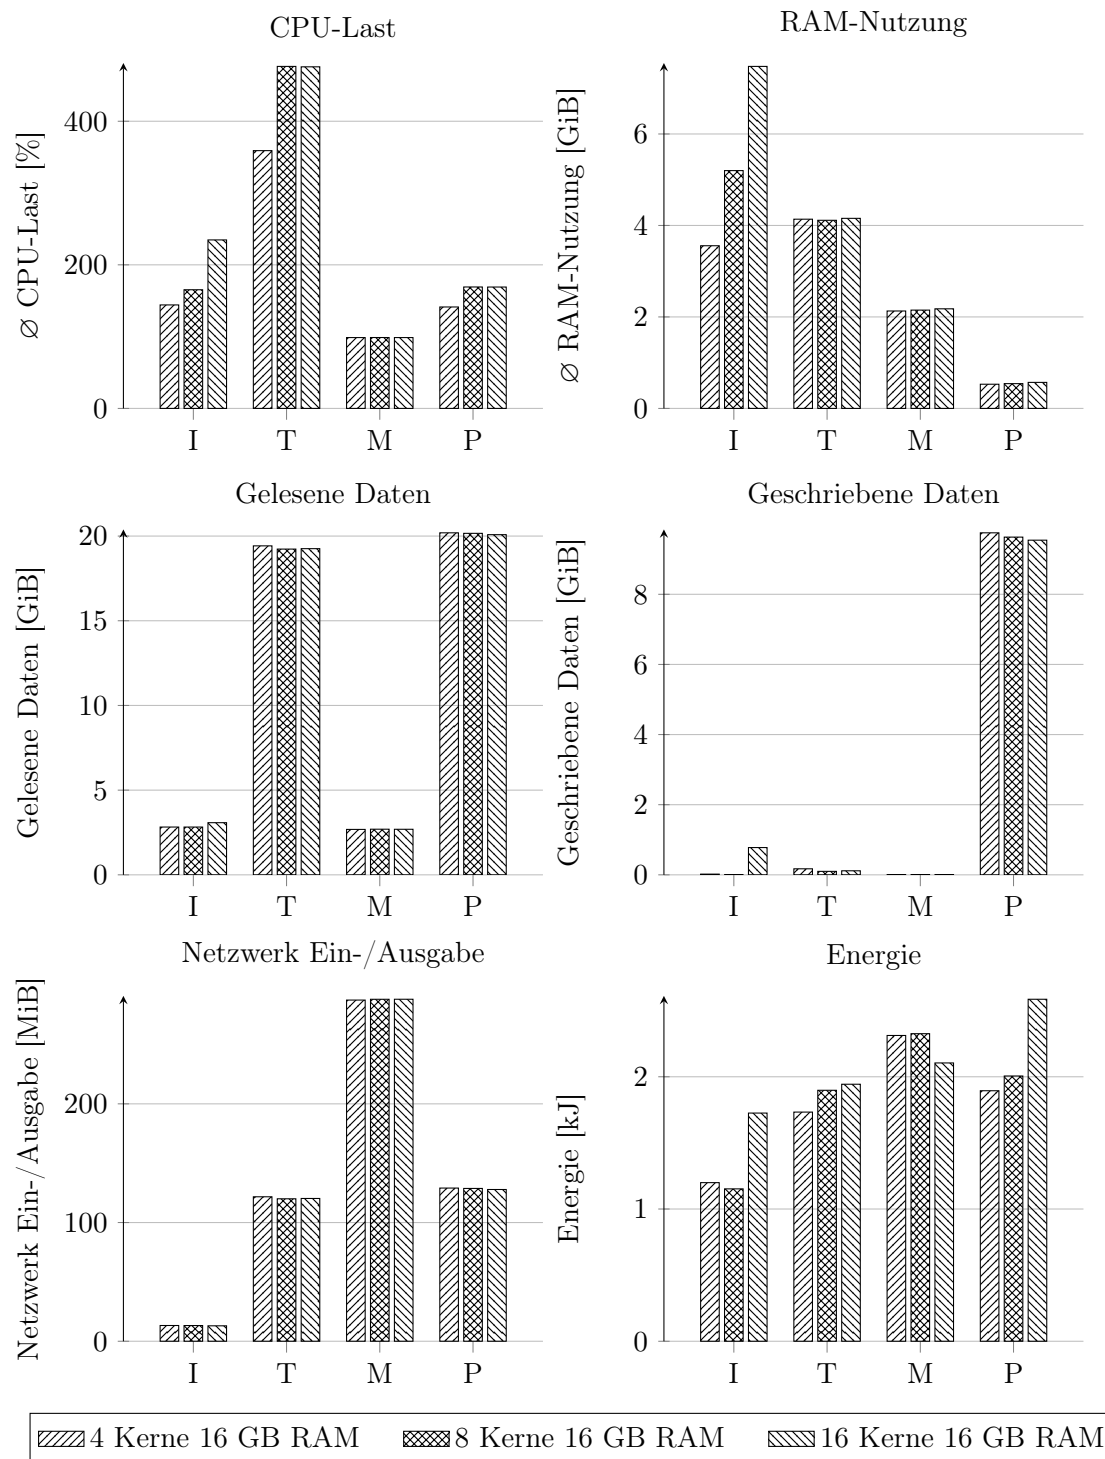 CPU-Last
∅ CPU-Last [%]
400
200
0
I T M P
RAM-Nutzung
∅ RAM-Nutzung [GiB]
6
4
2
0
I T M P
Gelesene Daten
Gelesene Daten [GiB]
20
15
10
5
0
I T M P
Geschriebene Daten
Geschriebene Daten [GiB]
8
6
4
2
0
I T M P
Netzwerk Ein-/Ausgabe
Netzwerk Ein-/Ausgabe [MiB]
200
100
0
I T M P
Energie
Energie [kJ]
2
1
0
I T M P
4 Kerne 16 GB RAM 8 Kerne 16 GB RAM 16 Kerne 16 GB RAM